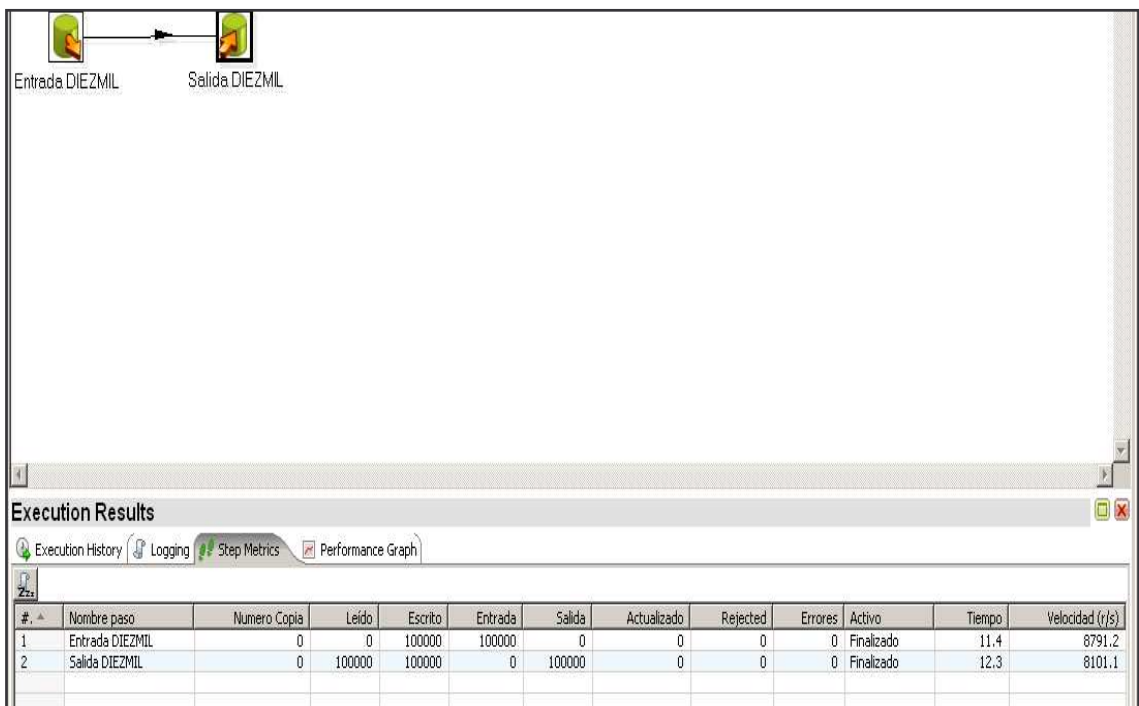 Entrada DIEZMIL Salida DIEZMIL
Execution Results
Execution History Logging Step Metrics Performance Graph
#. Nombre paso Numero Copia Leído Escrito Entrada Salida Actualizado Rejected Errores Activo Tiempo Velocidad (r/s)
1 Entrada DIEZMIL 0 0 100000 100000 0 0 0 0 Finalizado 11.4 8791.2
2 Salida DIEZMIL 0 100000 100000 0 100000 0 0 0 Finalizado 12.3 8101.1